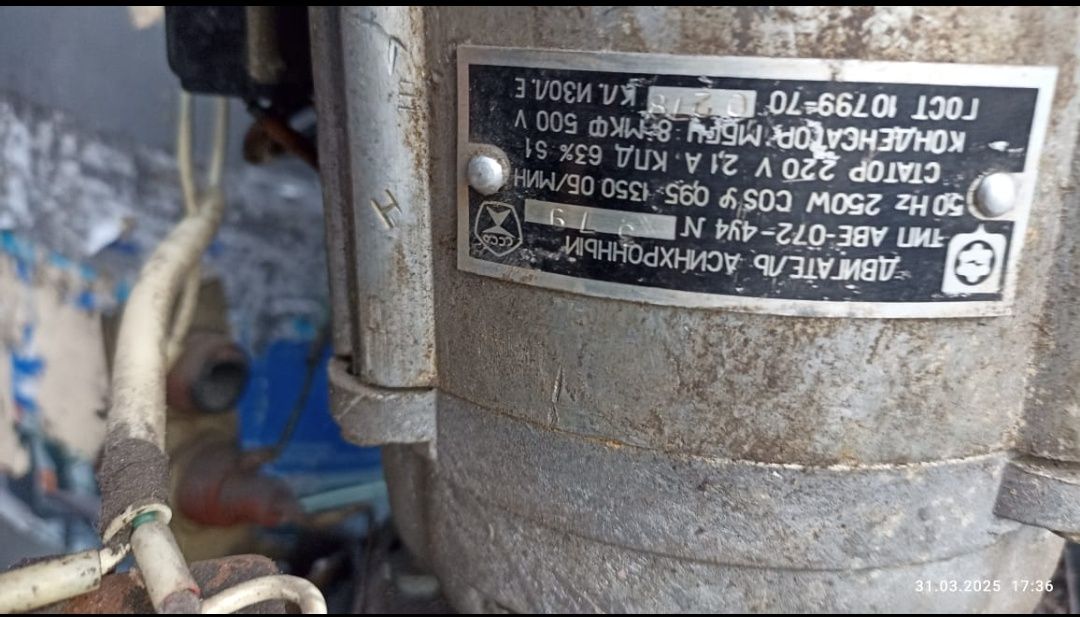 ДВИГАТЕЛЬ АСИНХРОННЫЙ
ТИП АВЕ-072-4У4 N 979
50 Hz 250W COS φ 0,95 1350 ОБ/МИН
СТАТОР 220 V 2,1 А. КПД 63% S1
КОНДЕНСАТОР МБГЧ 8 МКФ 500 V
ГОСТ 10799-70 0278 КЛ. ИЗОЛ. Е
СССР
Н
31.03.2025 17:36